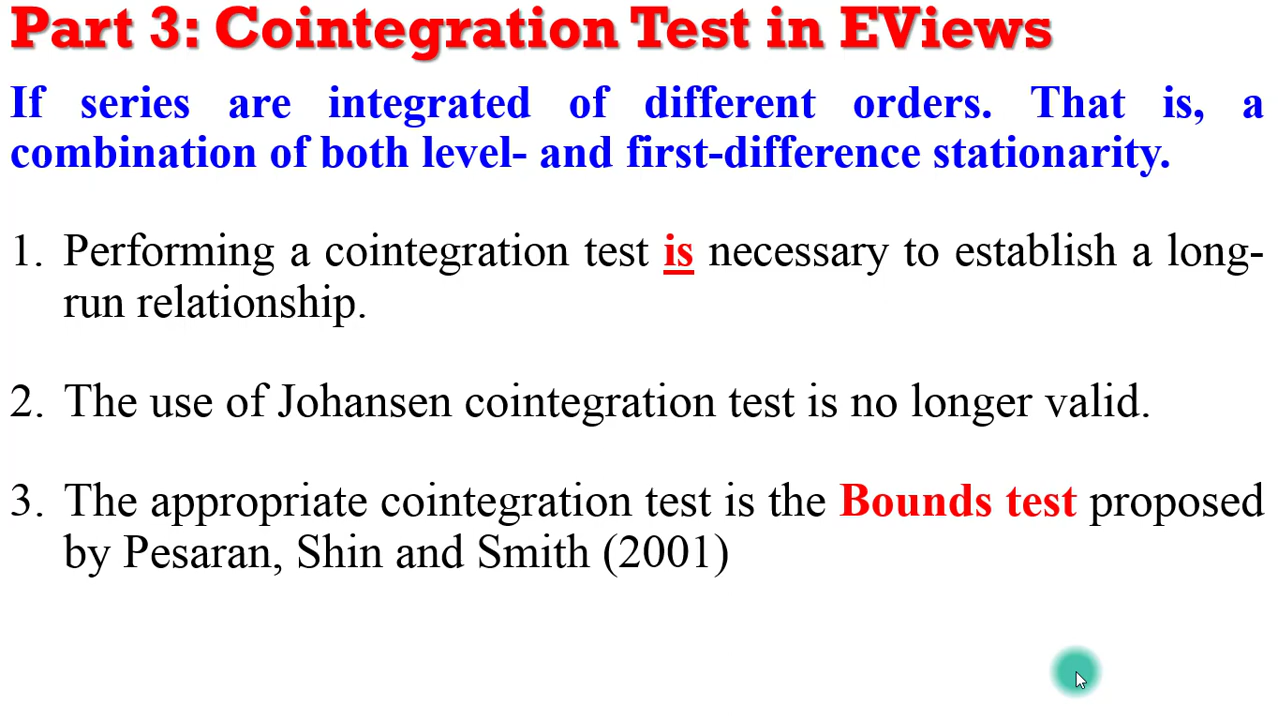 Part 3: Cointegration Test in EViews
If series are integrated of different orders. That is, a
combination of both level- and first-difference stationarity.
1. Performing a cointegration test is necessary to establish a long-
run relationship.
2. The use of Johansen cointegration test is no longer valid.
3. The appropriate cointegration test is the Bounds test proposed
by Pesaran, Shin and Smith (2001)